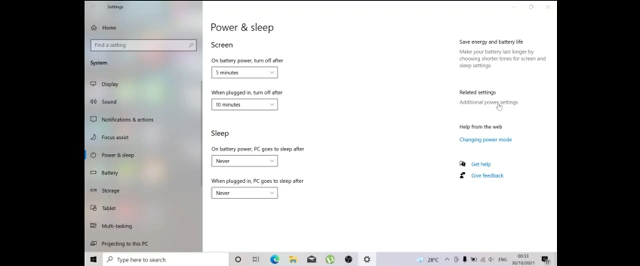 Settings
Home
Find a setting
System
Display
Sound
Notifications & actions
Focus assist
Power & sleep
Battery
Storage
Tablet
Multi-tasking
Projecting to this PC
Power & sleep
Screen
On battery power, turn off after
5 minutes
When plugged in, turn off after
10 minutes
Sleep
On battery power, PC goes to sleep after
Never
When plugged in, PC goes to sleep after
Never
Save energy and battery life
Make your battery last longer by
choosing shorter times for screen and
sleep settings.
Related settings
Additional power settings
Help from the web
Changing power mode
Get help
Give feedback
Type here to search
28°C
ENG
00:33
30/10/2021